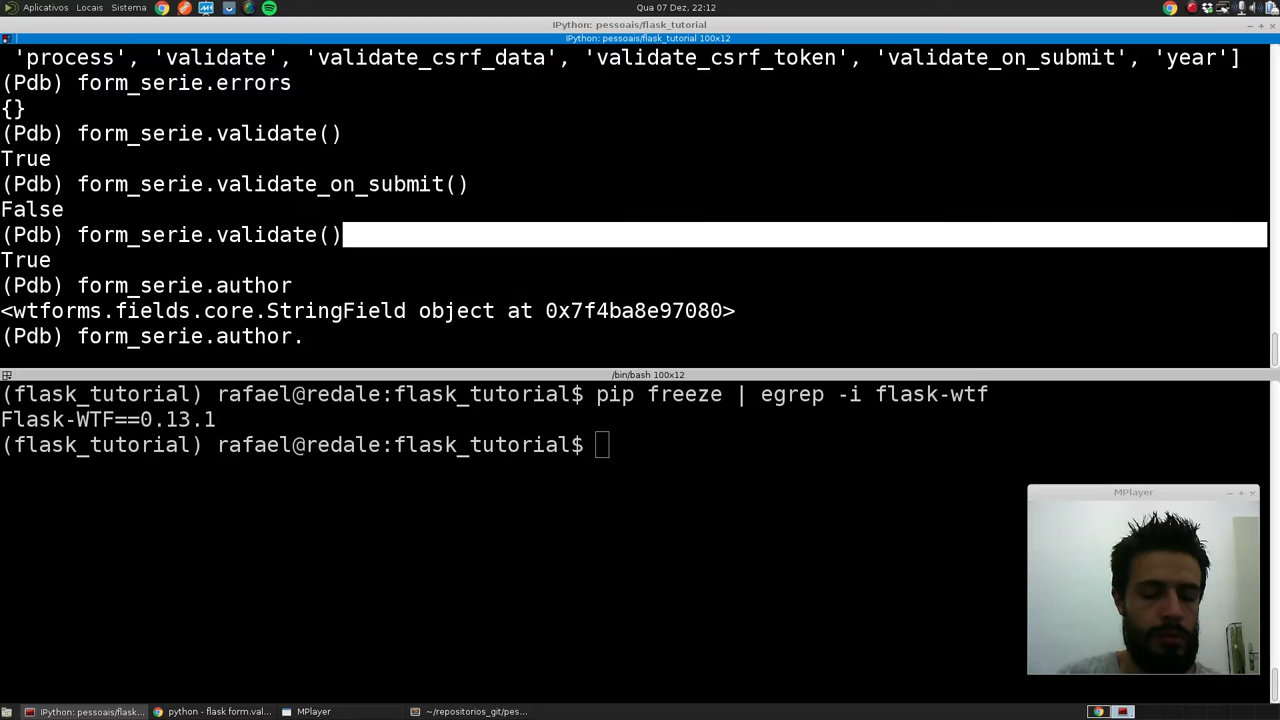 Aplicativos Locais Sistema
Qua 07 Dez, 22:12
IPython: pessoais/flask_tutorial
IPython: pessoais/flask_tutorial 100x12
'process', 'validate', 'validate_csrf_data', 'validate_csrf_token', 'validate_on_submit', 'year']
(Pdb) form_serie.errors
{}
(Pdb) form_serie.validate()
True
(Pdb) form_serie.validate_on_submit()
False
(Pdb) form_serie.validate()
True
(Pdb) form_serie.author
<wtforms.fields.core.StringField object at 0x7f4ba8e97080>
(Pdb) form_serie.author.
/bin/bash 100x12
(flask_tutorial) rafael@redale:flask_tutorial$ pip freeze | egrep -i flask-wtf
Flask-WTF==0.13.1
(flask_tutorial) rafael@redale:flask_tutorial$
MPlayer
IPython: pessoais/flask... python - flask form.val... MPlayer ~/repositorios_git/pes...